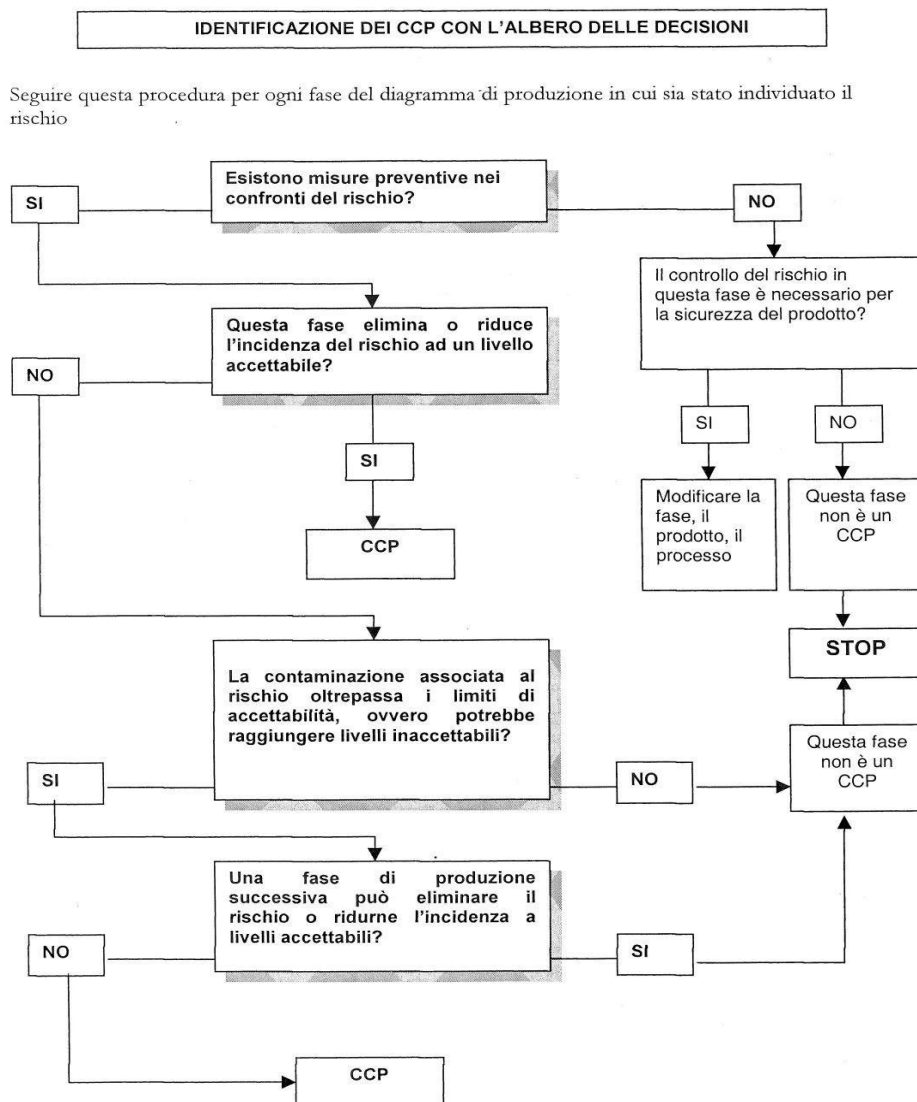 IDENTIFICAZIONE DEI CCP CON L'ALBERO DELLE DECISIONI
Seguire questa procedura per ogni fase del diagramma di produzione in cui sia stato individuato il
rischio
Esistono misure preventive nei
confronti del rischio?
SI
NO
Il controllo del rischio in
questa fase è necessario per
la sicurezza del prodotto?
Questa fase elimina o riduce
l'incidenza del rischio ad un livello
accettabile?
NO
SI
NO
SI
Modificare la
fase, il
prodotto, il
processo
Questa fase
non è un
CCP
CCP
STOP
La contaminazione associata al
rischio oltrepassa i limiti di
accettabilità, ovvero potrebbe
raggiungere livelli inaccettabili?
Questa fase
non è un
CCP
SI
NO
Una fase di produzione
successiva può eliminare il
rischio o ridurne l'incidenza a
livelli accettabili?
NO
SI
CCP